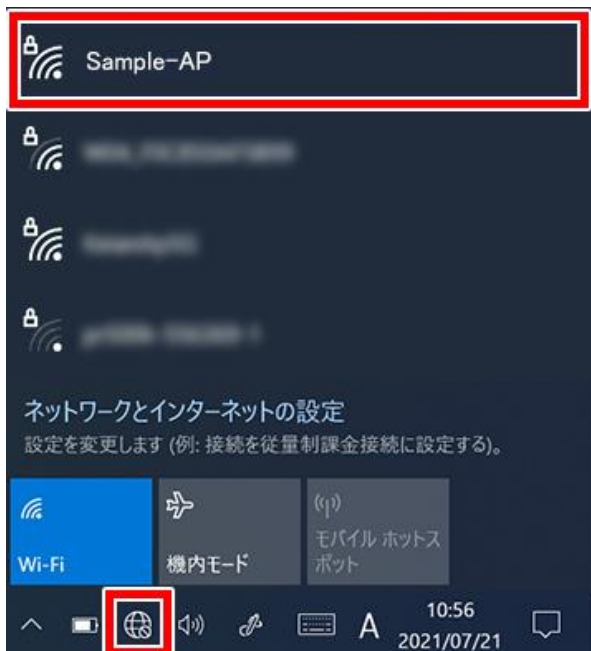 Sample-AP
ネットワークとインターネットの設定
設定を変更します (例: 接続を従量制課金接続に設定する)。
Wi-Fi
機内モード
モバイル ホットス
ポット
A
10:56
2021/07/21